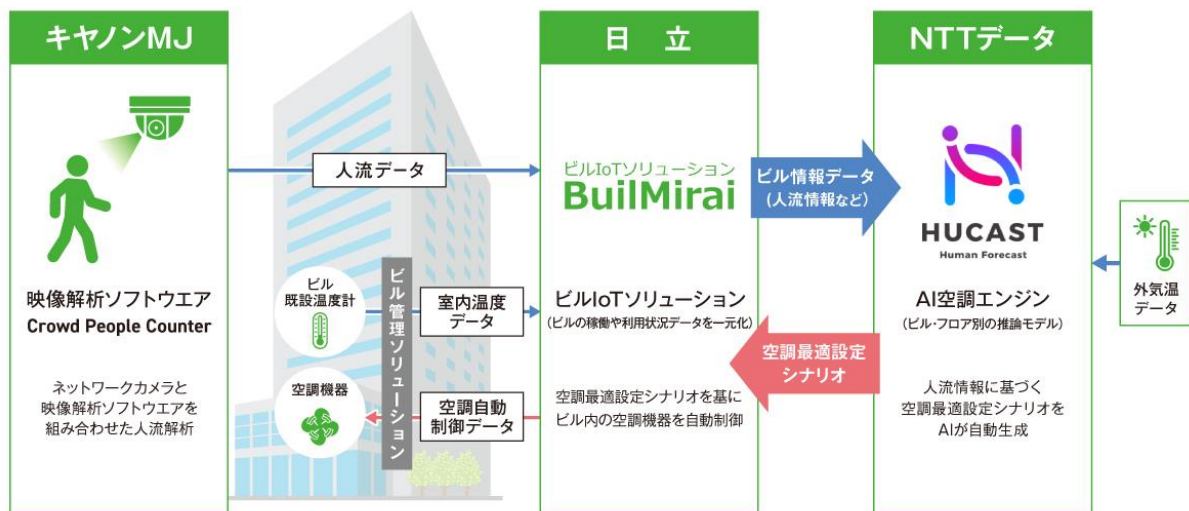 キヤノンMJ
映像解析ソフトウエア
Crowd People Counter
ネットワークカメラと
映像解析ソフトウエアを
組み合わせた人流解析
人流データ
ビル
既設温度計
空調機器
ビル管理ソリューション
室内温度
データ
空調自動
制御データ
日 立
ビルIoTソリューション
BuilMirai
ビルIoTソリューション
(ビルの稼働や利用状況データを一元化)
空調最適設定シナリオを基に
ビル内の空調機器を自動制御
ビル情報データ
(人流情報など)
空調最適設定
シナリオ
NTTデータ
HUCAST
Human Forecast
AI空調エンジン
(ビル・フロア別の推論モデル)
人流情報に基づく
空調最適設定シナリオを
AIが自動生成
外気温
データ